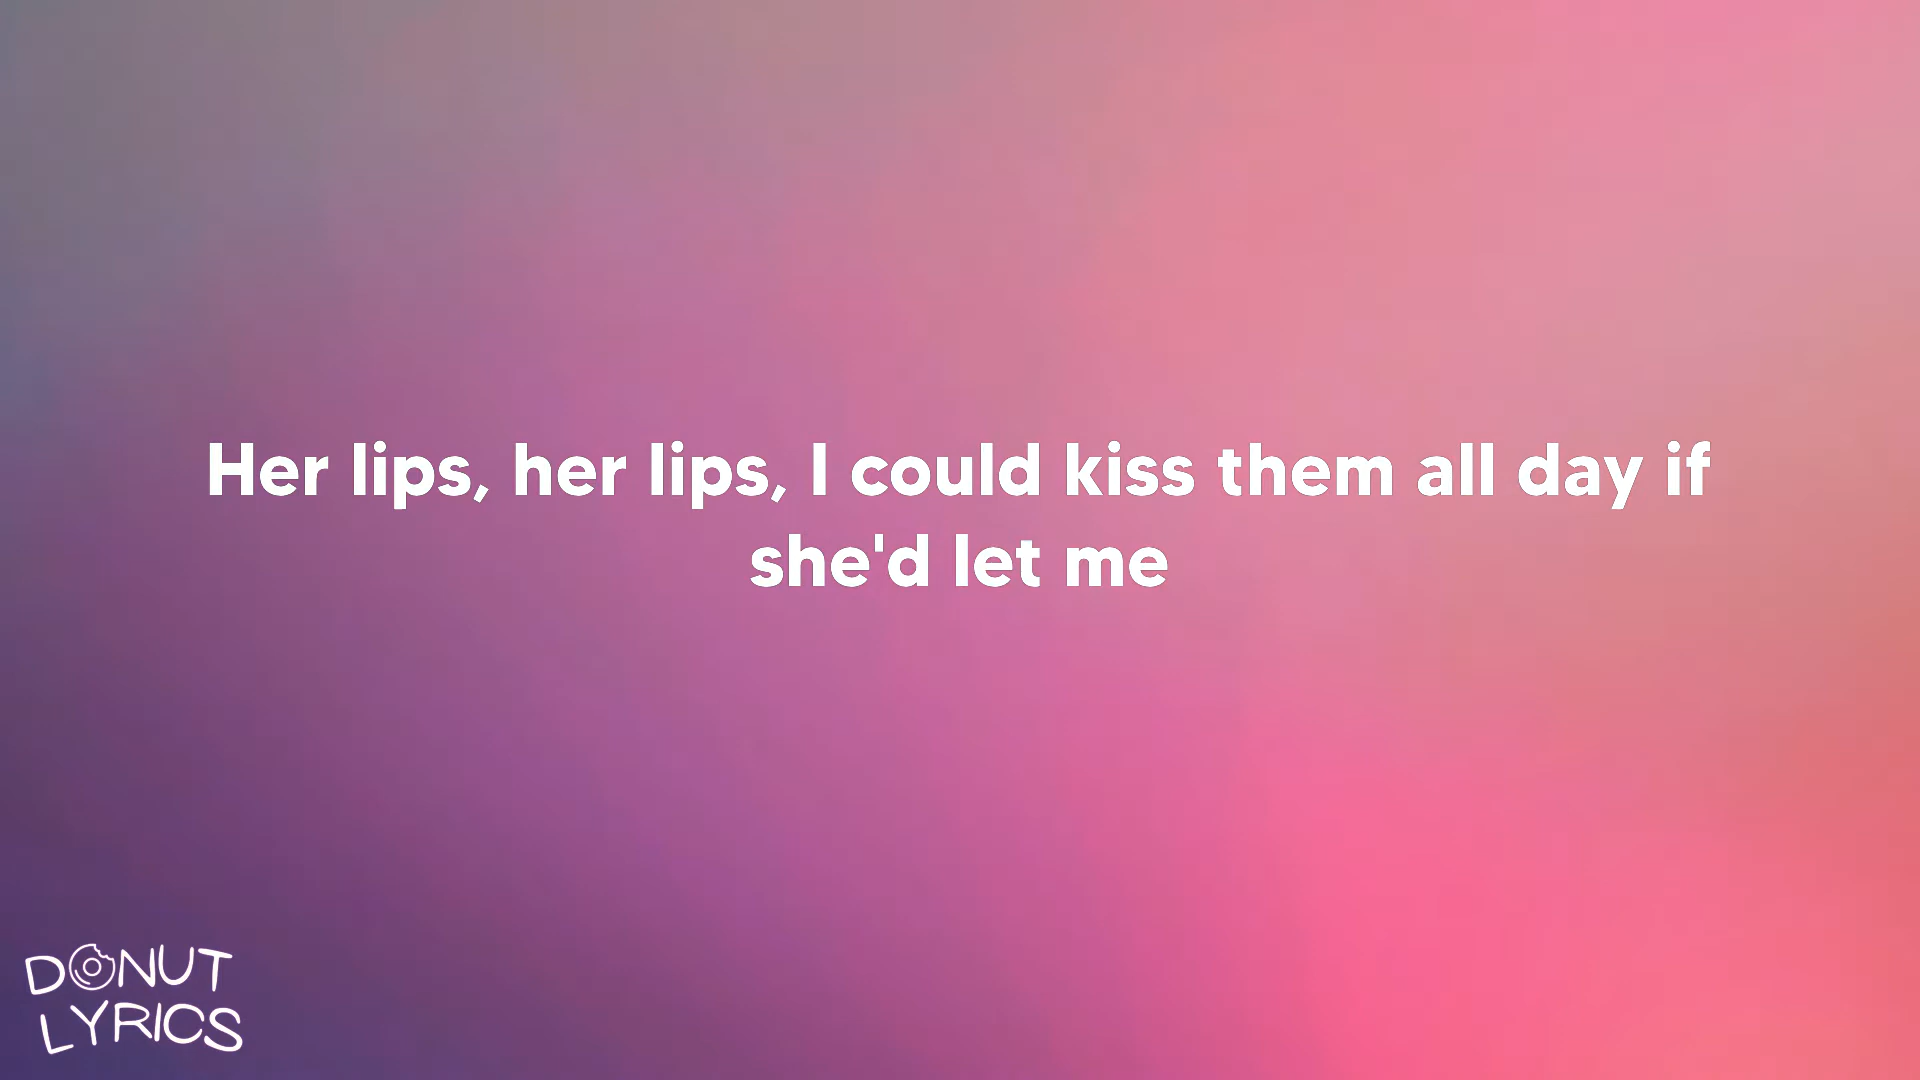 Her lips, her lips, I could kiss them all day if
she'd let me
DONUT
LYRICS